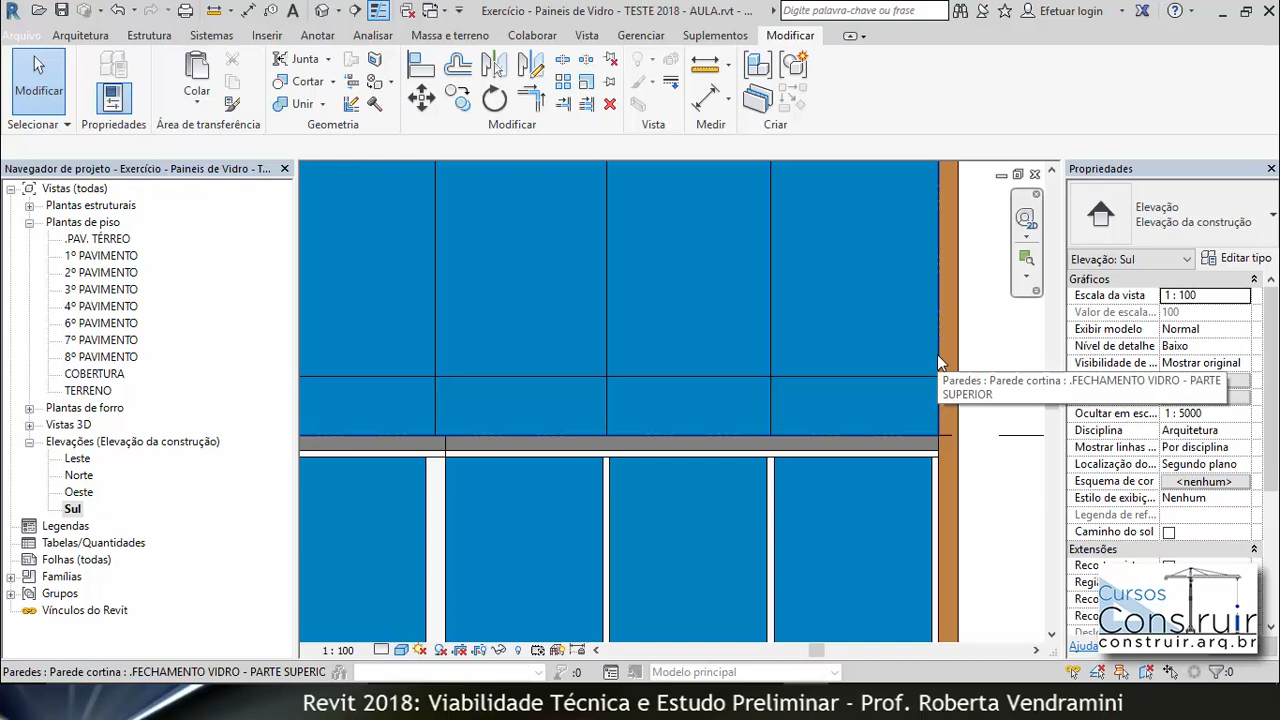 Exercício - Paineis de Vidro - TESTE 2018 - AULA.rvt - ...
Digite palavra-chave ou frase
Efetuar login
Arquivo
Arquitetura
Estrutura
Sistemas
Inserir
Anotar
Analisar
Massa e terreno
Colaborar
Vista
Gerenciar
Suplementos
Modificar
Modificar
Selecionar
Propriedades
Colar
Área de transferência
Junta
Cortar
Unir
Geometria
Modificar
Vista
Medir
Criar
Navegador de projeto - Exercício - Paineis de Vidro - T...
Vistas (todas)
Plantas estruturais
Plantas de piso
.PAV. TÉRREO
1º PAVIMENTO
2º PAVIMENTO
3º PAVIMENTO
4º PAVIMENTO
6º PAVIMENTO
7º PAVIMENTO
8º PAVIMENTO
COBERTURA
TERRENO
Plantas de forro
Vistas 3D
Elevações (Elevação da construção)
Leste
Norte
Oeste
Sul
Legendas
Tabelas/Quantidades
Folhas (todas)
Famílias
Grupos
Vínculos do Revit
2D
Paredes : Parede cortina : .FECHAMENTO VIDRO - PARTE
SUPERIOR
Propriedades
Elevação
Elevação da construção
Elevação: Sul
Editar tipo
Gráficos
Escala da vista
1 : 100
Valor de escala...
100
Exibir modelo
Normal
Nível de detalhe
Baixo
Visibilidade de ...
Mostrar original
Ocultar em esc...
1 : 5000
Disciplina
Arquitetura
Mostrar linhas ...
Por disciplina
Localização do...
Segundo plano
Esquema de cor
<nenhum>
Estilo de exibiç...
Nenhum
Legenda de ref...
Caminho do sol
Extensões
Ajuda
Cursos
Construir
construir.arq.br
1 : 100
Paredes : Parede cortina : .FECHAMENTO VIDRO - PARTE SUPERIC
:0
Modelo principal
:0
Revit 2018: Viabilidade Técnica e Estudo Preliminar - Prof. Roberta Vendramini